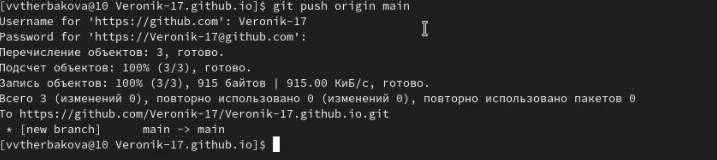 [vvtherbakova@10 Veronik-17.github.io]$ git push origin main
Username for 'https://github.com': Veronik-17
Password for 'https://Veronik-17@github.com':
Перечисление объектов: 3, готово.
Подсчет объектов: 100% (3/3), готово.
Запись объектов: 100% (3/3), 915 байтов | 915.00 КиБ/с, готово.
Всего 3 (изменений 0), повторно использовано 0 (изменений 0), повторно использовано пакетов 0
To https://github.com/Veronik-17/Veronik-17.github.io.git
 * [new branch]      main -> main
[vvtherbakova@10 Veronik-17.github.io]$